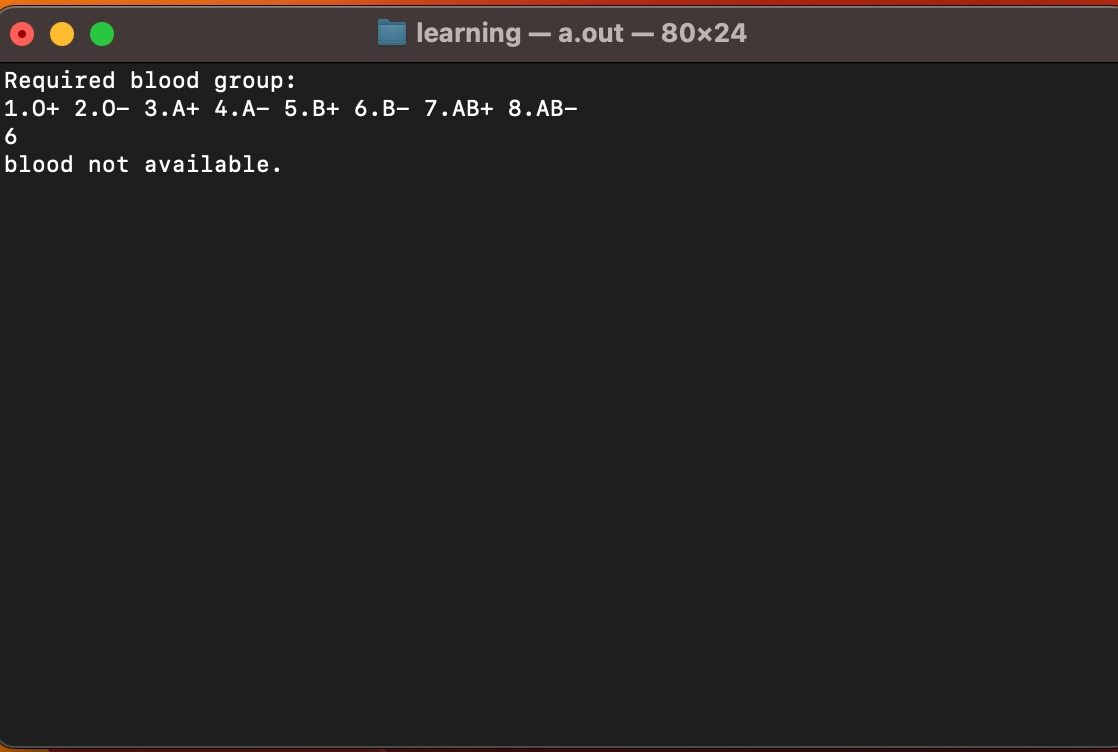 learning — a.out — 80×24
Required blood group:
1.O+ 2.O- 3.A+ 4.A- 5.B+ 6.B- 7.AB+ 8.AB-
6
blood not available.